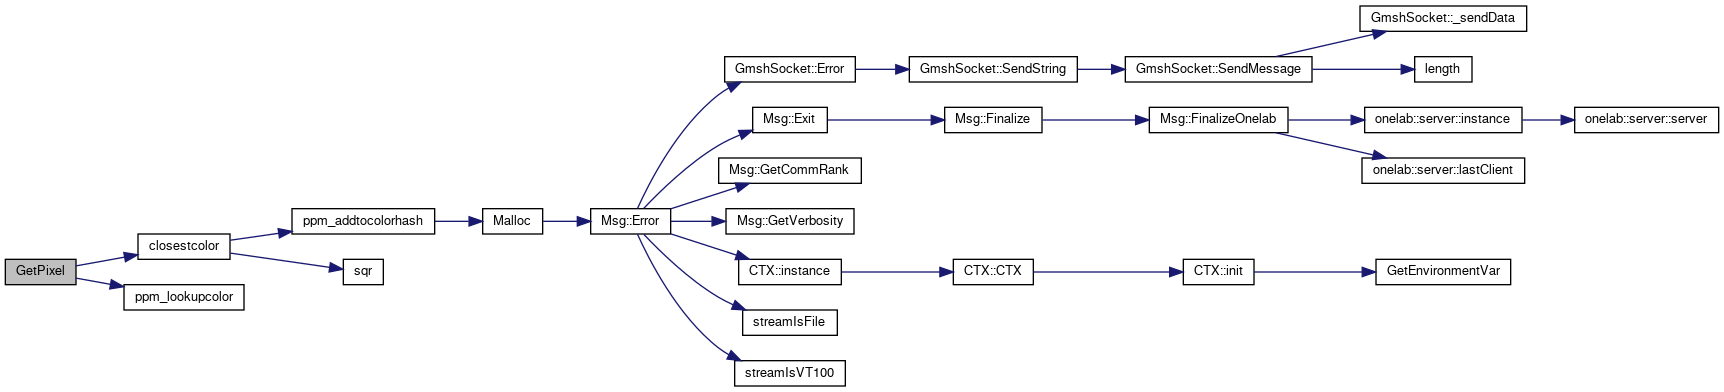 GmshSocket::_sendData
GmshSocket::Error
GmshSocket::SendString
GmshSocket::SendMessage
length
Msg::Exit
Msg::Finalize
Msg::FinalizeOnelab
onelab::server::instance
onelab::server::server
Msg::GetCommRank
onelab::server::lastClient
ppm_addtocolorhash
Malloc
Msg::Error
Msg::GetVerbosity
closestcolor
GetPixel
sqr
CTX::instance
CTX::CTX
CTX::init
GetEnvironmentVar
ppm_lookupcolor
streamIsFile
streamIsVT100